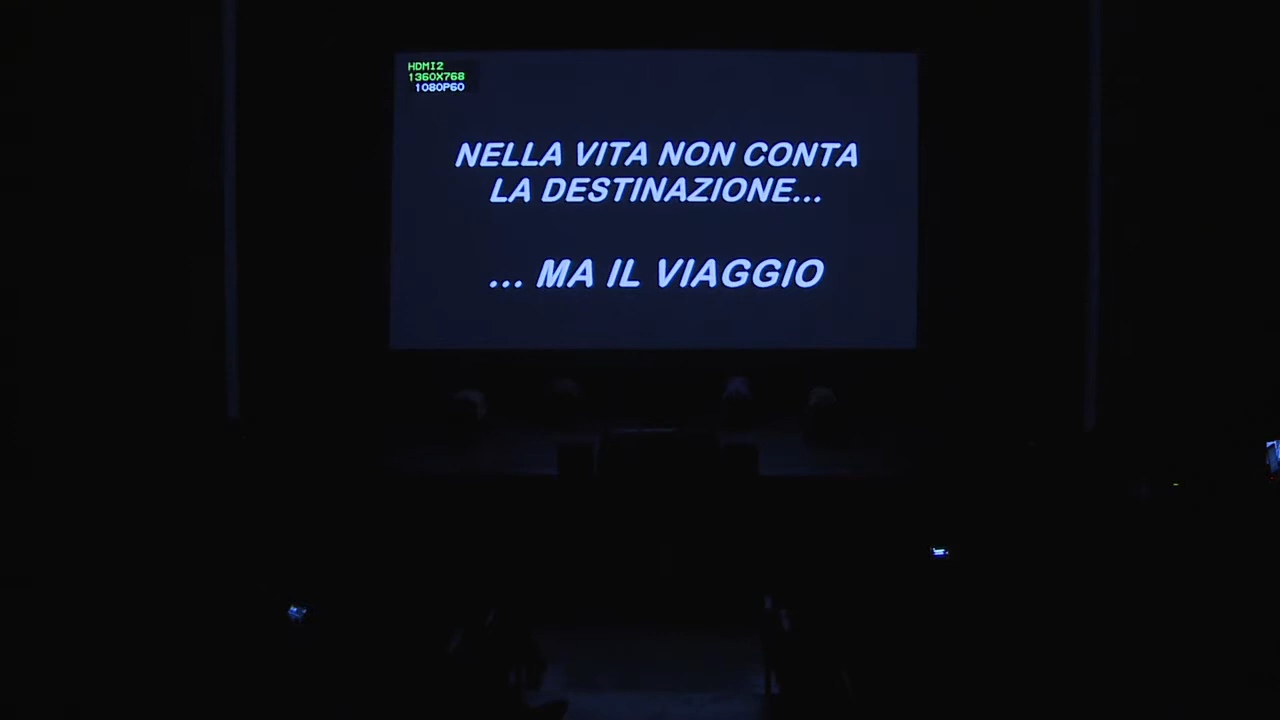 HDMI2
1360X768
1080P60
NELLA VITA NON CONTA
LA DESTINAZIONE...
... MA IL VIAGGIO